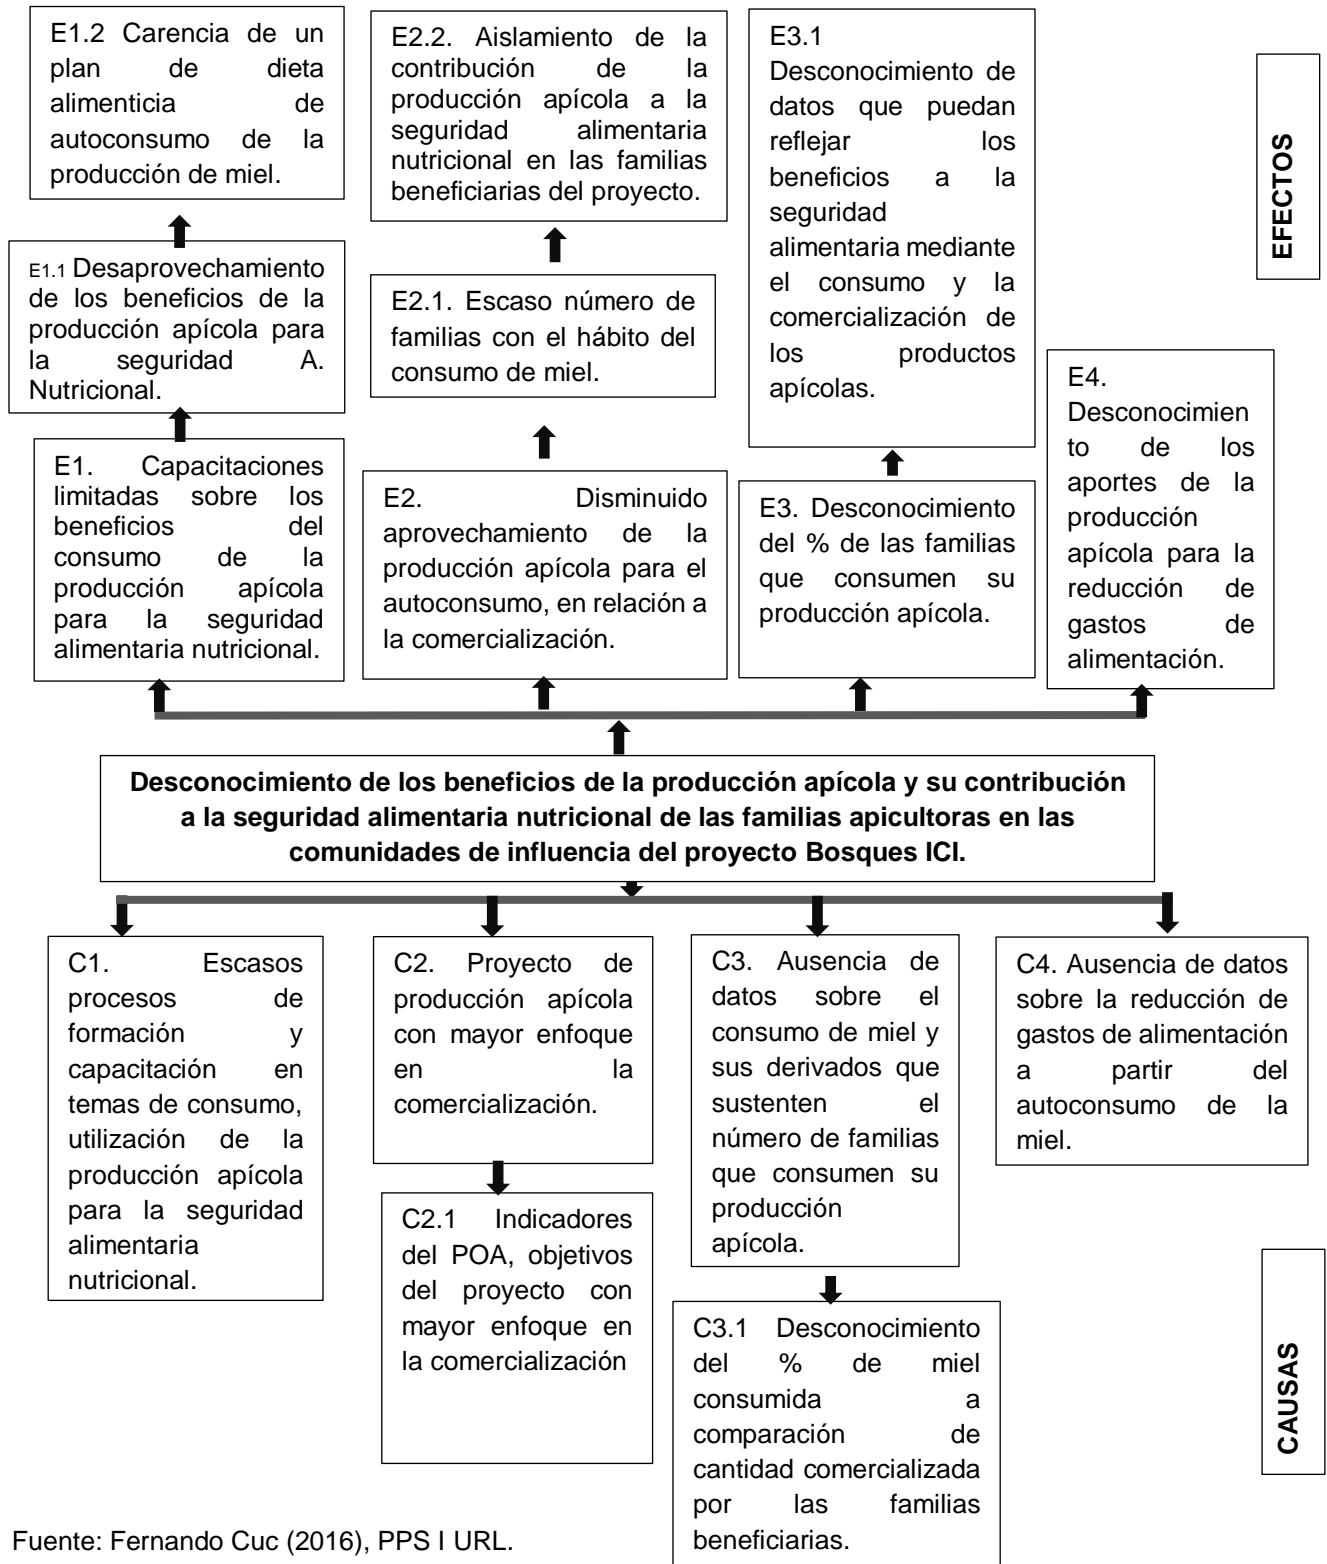 E1.2 Carencia de un
plan de dieta
alimenticia de
autoconsumo de la
producción de miel.
E2.2. Aislamiento de la
contribución de la
producción apícola a la
seguridad alimentaria
nutricional en las familias
beneficiarias del proyecto.
E3.1
Desconocimiento de
datos que puedan
reflejar los
beneficios a la
seguridad
alimentaria mediante
el consumo y la
comercialización de
los productos
apícolas.
EFECTOS
E1.1 Desaprovechamiento
de los beneficios de la
producción apícola para
la seguridad A.
Nutricional.
E2.1. Escaso número de
familias con el hábito del
consumo de miel.
E4.
Desconocimien
to de los
aportes de la
producción
apícola para la
reducción de
gastos de
alimentación.
E1. Capacitaciones
limitadas sobre los
beneficios del
consumo de la
producción apícola
para la seguridad
alimentaria nutricional.
E2. Disminuido
aprovechamiento de la
producción apícola para el
autoconsumo, en relación a
la comercialización.
E3. Desconocimiento
del % de las familias
que consumen su
producción apícola.
Desconocimiento de los beneficios de la producción apícola y su contribución
a la seguridad alimentaria nutricional de las familias apicultoras en las
comunidades de influencia del proyecto Bosques ICI.
C1. Escasos
procesos de
formación y
capacitación en
temas de consumo,
utilización de la
producción apícola
para la seguridad
alimentaria
nutricional.
C2. Proyecto de
producción apícola
con mayor enfoque
en la
comercialización.
C3. Ausencia de
datos sobre el
consumo de miel y
sus derivados que
sustenten el
número de familias
que consumen su
producción
apícola.
C4. Ausencia de datos
sobre la reducción de
gastos de alimentación
a partir del
autoconsumo de la
miel.
C2.1 Indicadores
del POA, objetivos
del proyecto con
mayor enfoque en
la comercialización
C3.1 Desconocimiento
del % de miel
consumida a
comparación de
cantidad comercializada
por las familias
beneficiarias.
CAUSAS
Fuente: Fernando Cuc (2016), PPS I URL.